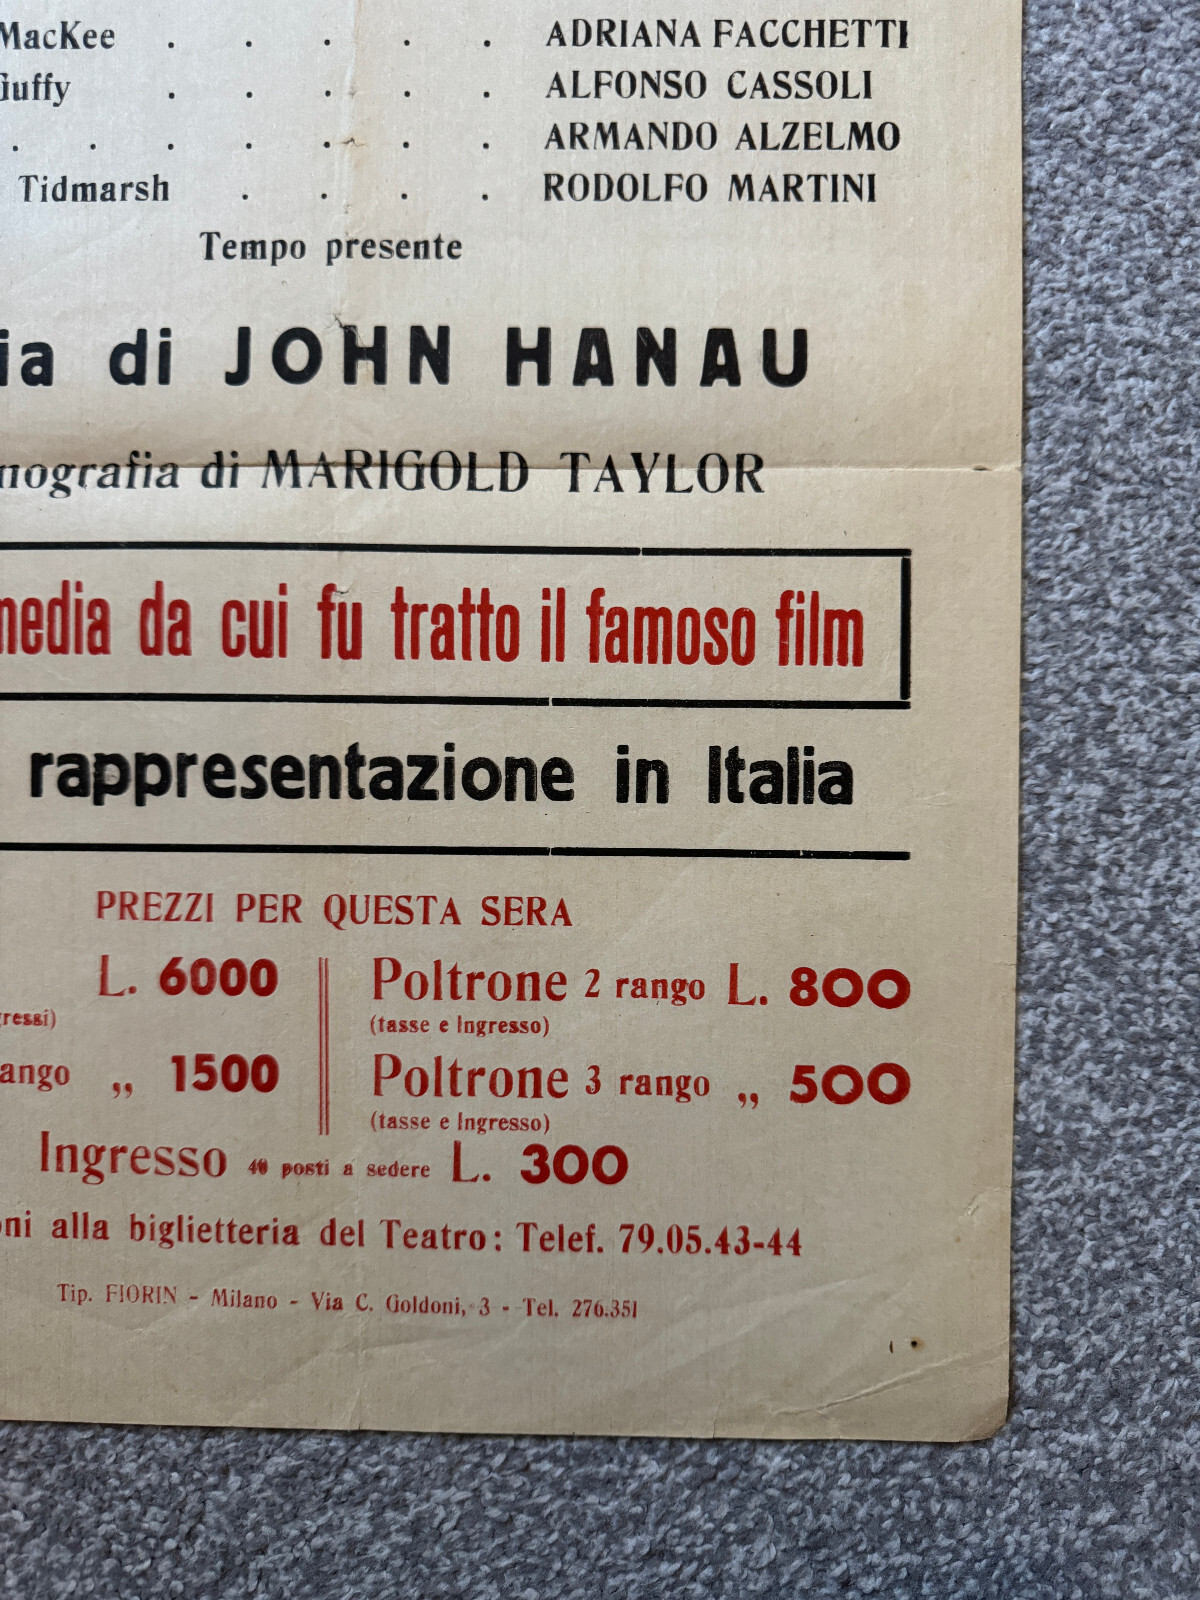 MacKee . . . . . ADRIANA FACCHETTI
Guffy . . . . . ALFONSO CASSOLI
. . . . . . . ARMANDO ALZELMO
Tidmarsh . . . . RODOLFO MARTINI
Tempo presente
ia di JOHN HANAU
nografia di MARIGOLD TAYLOR
media da cui fu tratto il famoso film
rappresentazione in Italia
PREZZI PER QUESTA SERA
L. 6000
gressi)
ango „ 1500
Poltrone 2 rango L. 800
(tasse e Ingresso)
Poltrone 3 rango „ 500
(tasse e Ingresso)
Ingresso 40 posti a sedere L. 300
oni alla biglietteria del Teatro: Telef. 79.05.43-44
Tip. FIORIN - Milano - Via C. Goldoni, 3 - Tel. 276.351